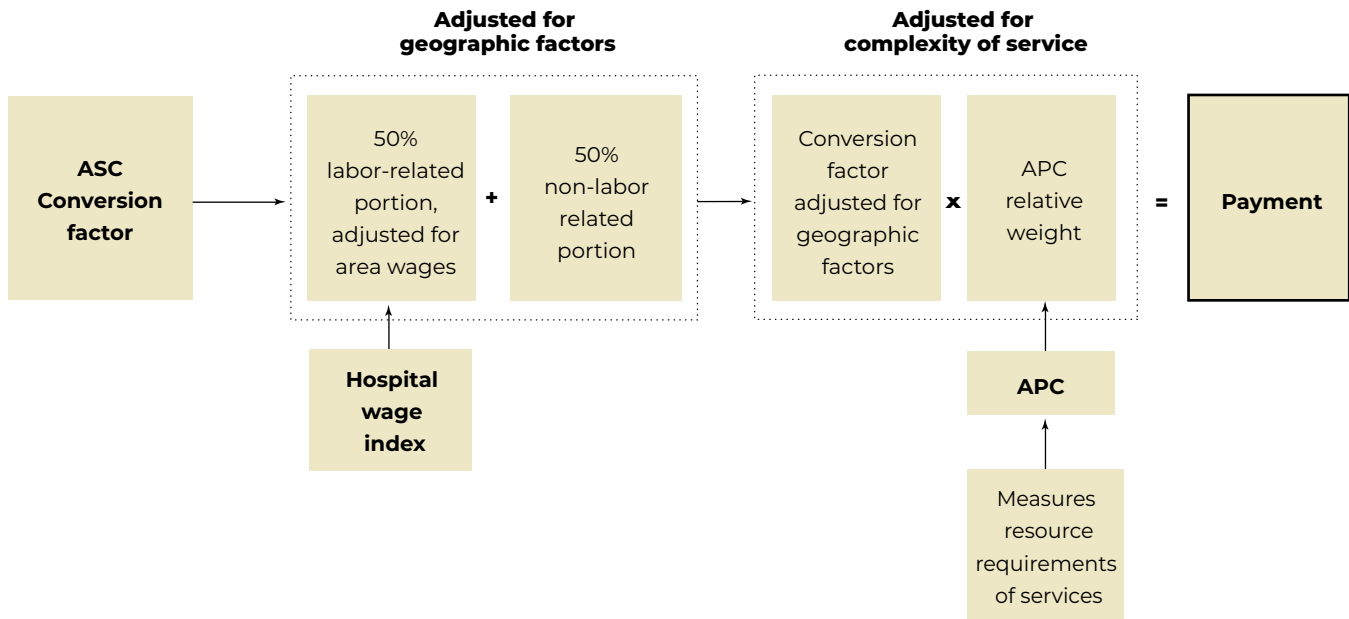 Adjusted for
geographic factors
Adjusted for
complexity of service
ASC
Conversion
factor
50%
labor-related
portion,
adjusted for
area wages
+
50%
non-labor
related
portion
Conversion
factor
adjusted for
geographic
factors
x
APC
relative
weight
=
Payment
Hospital
wage
index
APC
Measures
resource
requirements
of services